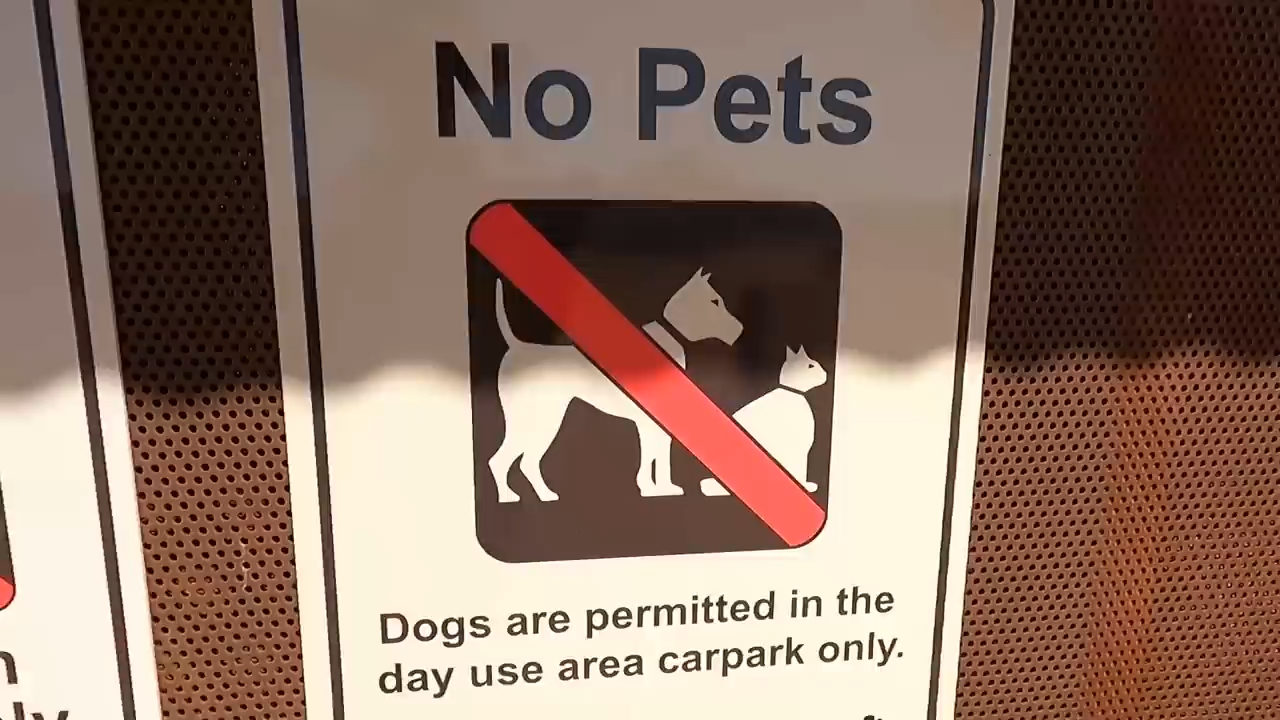 No Pets
Dogs are permitted in the
day use area carpark only.